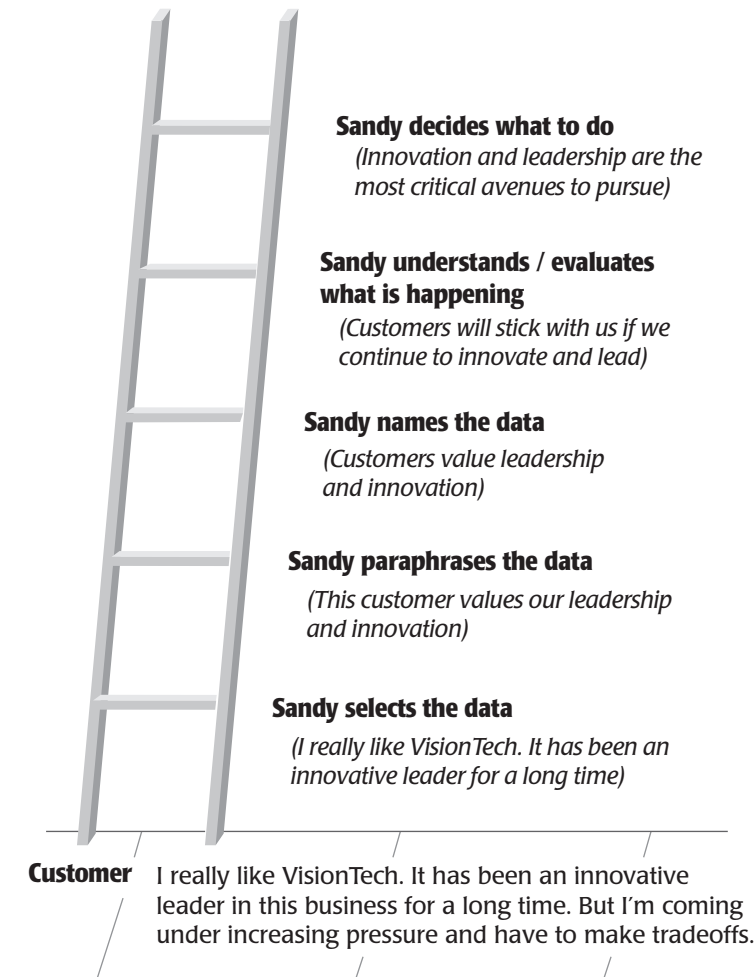 Sandy decides what to do
(Innovation and leadership are the
most critical avenues to pursue)
Sandy understands / evaluates
what is happening
(Customers will stick with us if we
continue to innovate and lead)
Sandy names the data
(Customers value leadership
and innovation)
Sandy paraphrases the data
(This customer values our leadership
and innovation)
Sandy selects the data
(I really like VisionTech. It has been an
innovative leader for a long time)
Customer I really like VisionTech. It has been an innovative
leader in this business for a long time. But I'm coming
under increasing pressure and have to make tradeoffs.